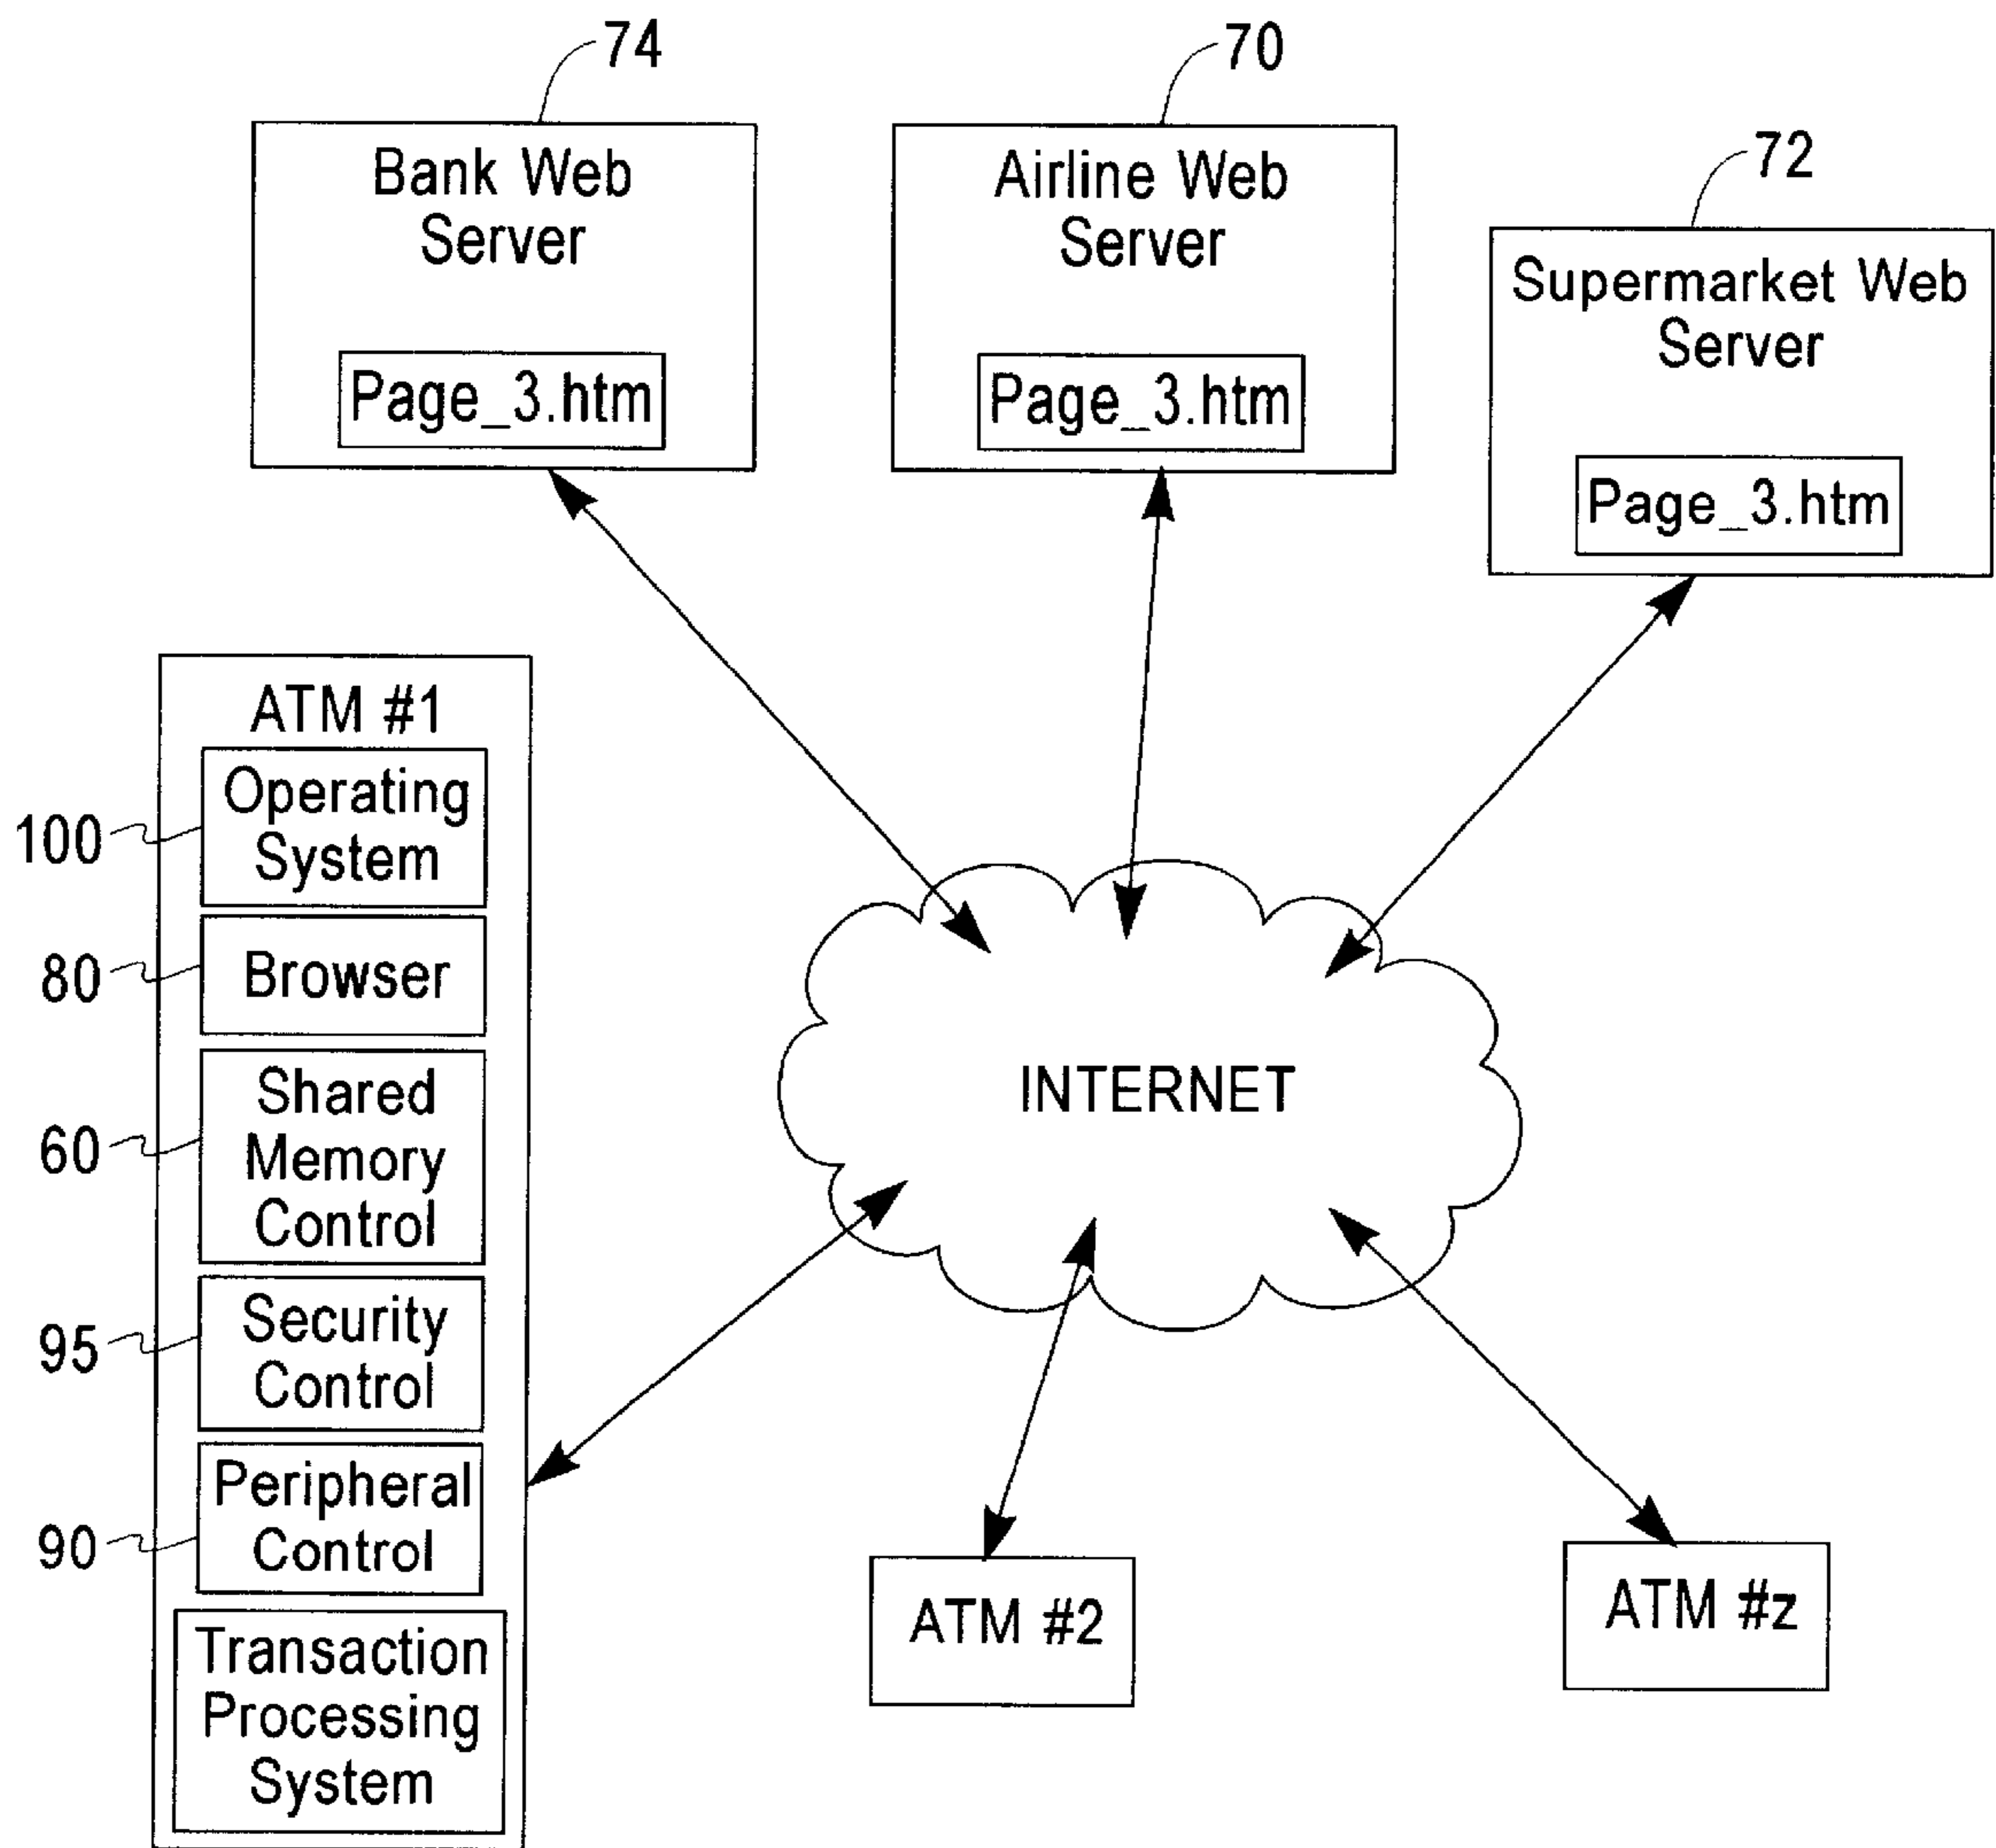 74
70
72
Bank Web
Server
Page_3.htm
Airline Web
Server
Page_3.htm
Supermarket Web
Server
Page_3.htm
ATM #1
100
Operating
System
80
Browser
60
Shared
Memory
Control
95
Security
Control
90
Peripheral
Control
Transaction
Processing
System
INTERNET
ATM #2
ATM #z